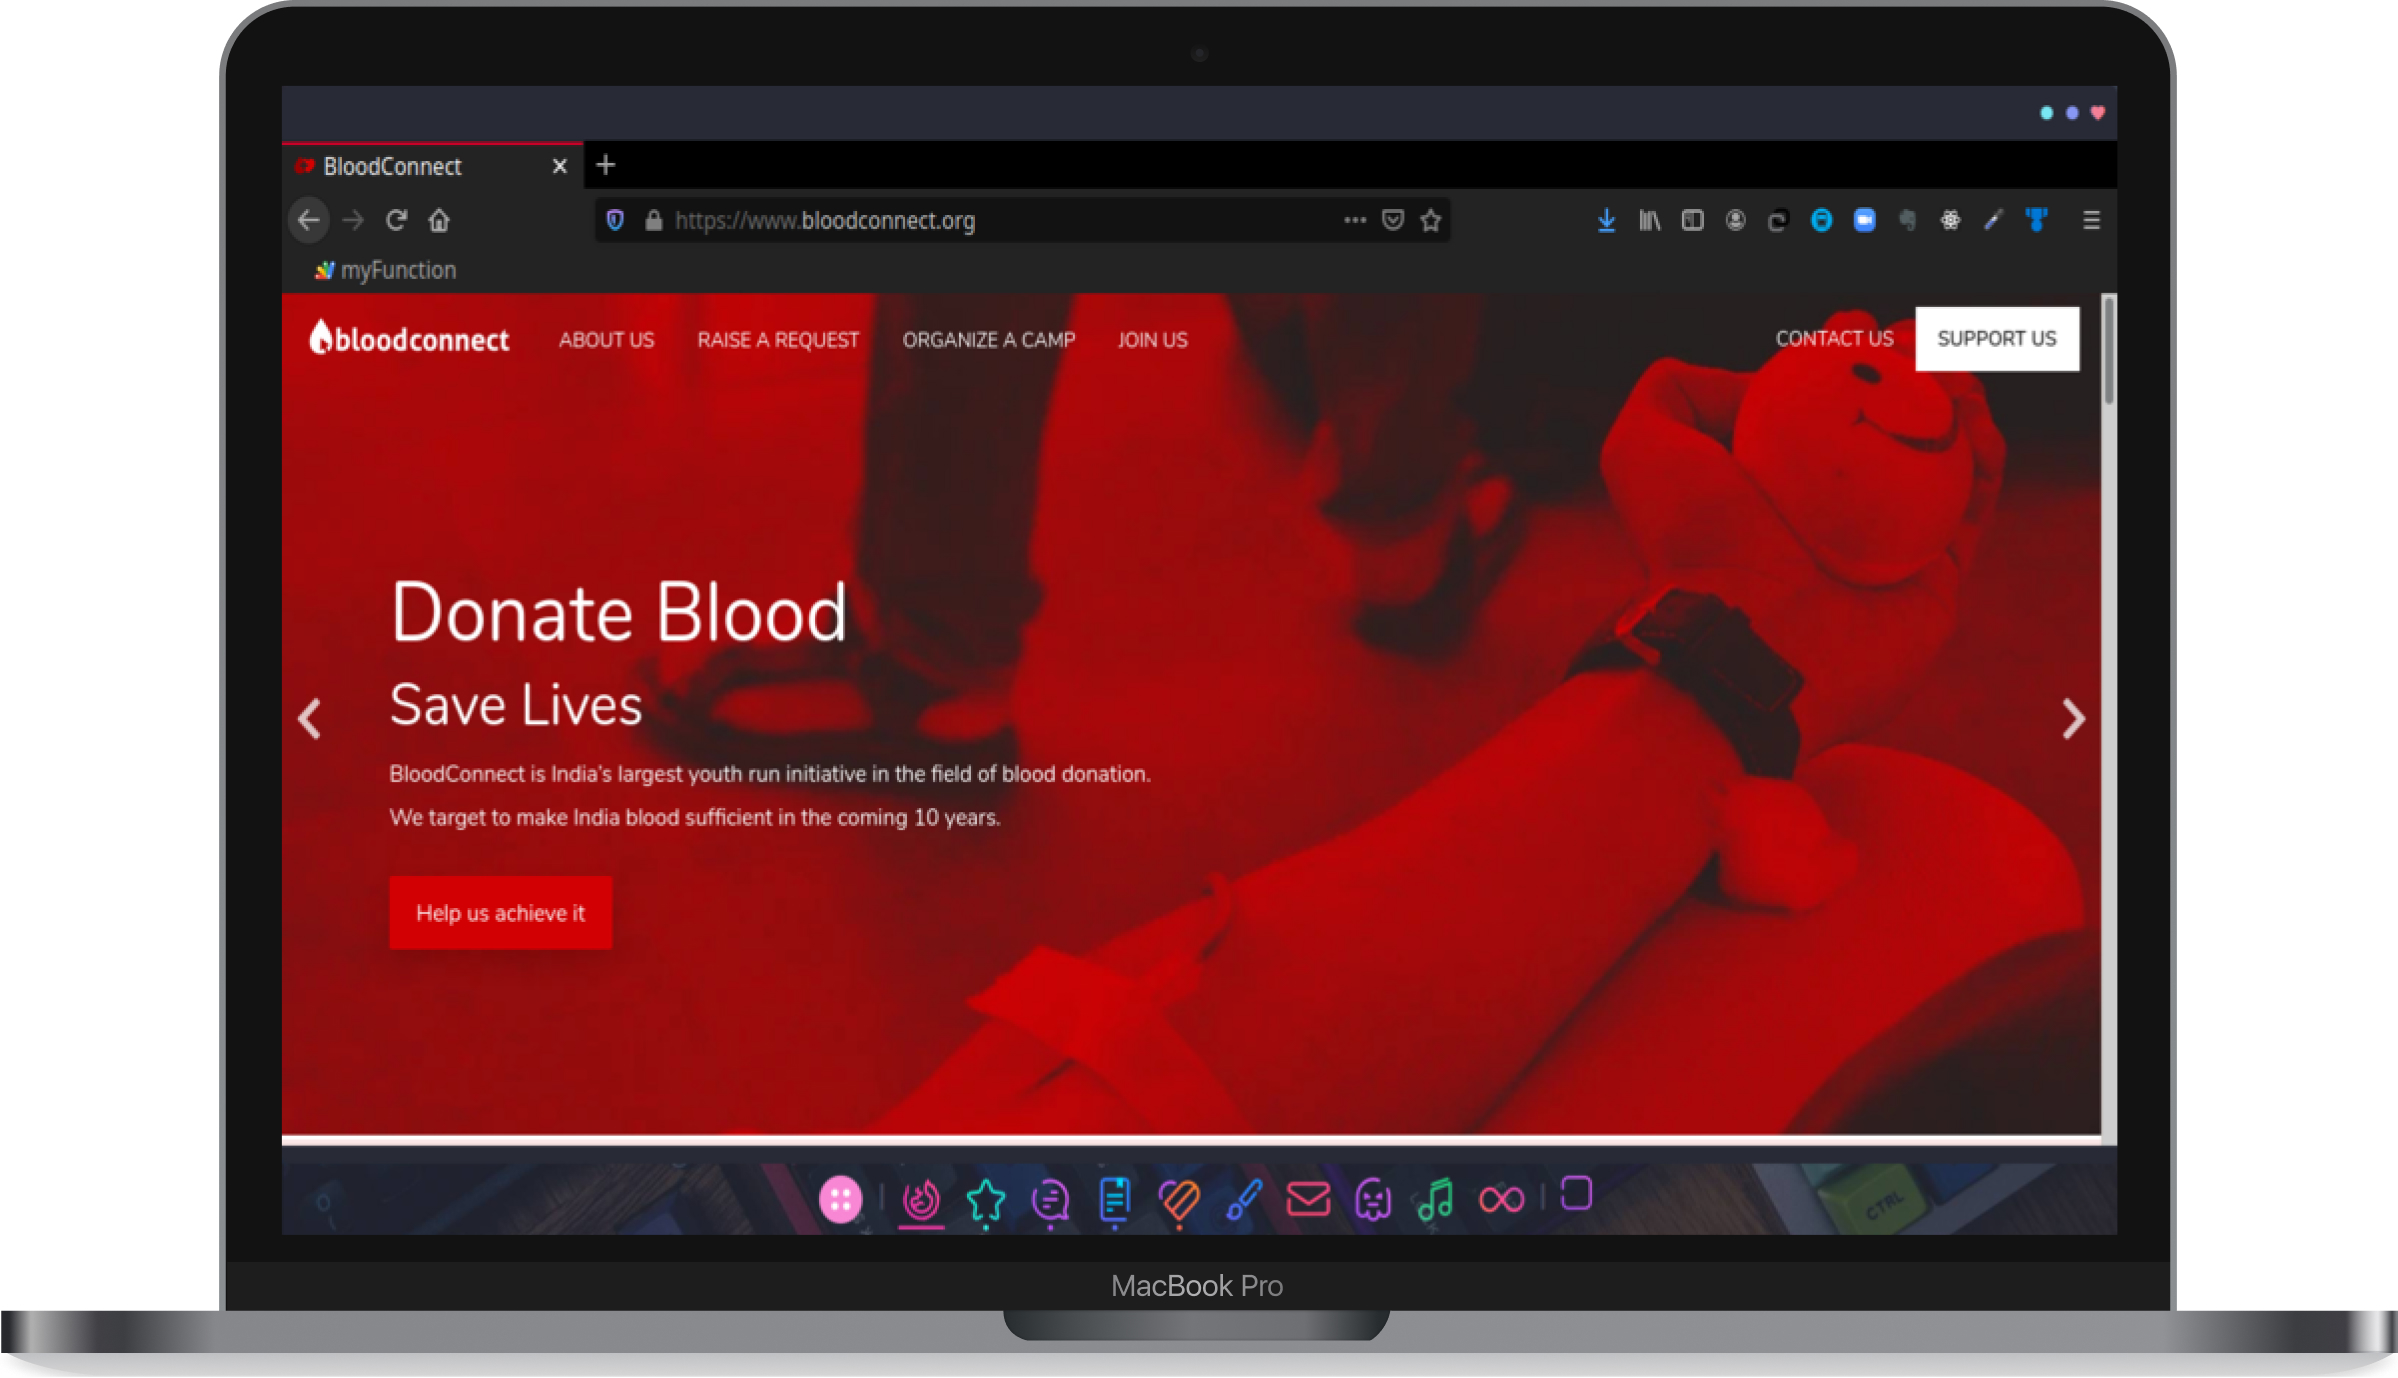 BloodConnect
https://www.bloodconnect.org
myFunction
bloodconnect ABOUT US RAISE A REQUEST ORGANIZE A CAMP JOIN US CONTACT US SUPPORT US
Donate Blood
Save Lives
BloodConnect is India's largest youth run initiative in the field of blood donation.
We target to make India blood sufficient in the coming 10 years.
Help us achieve it
CTRL
MacBook Pro